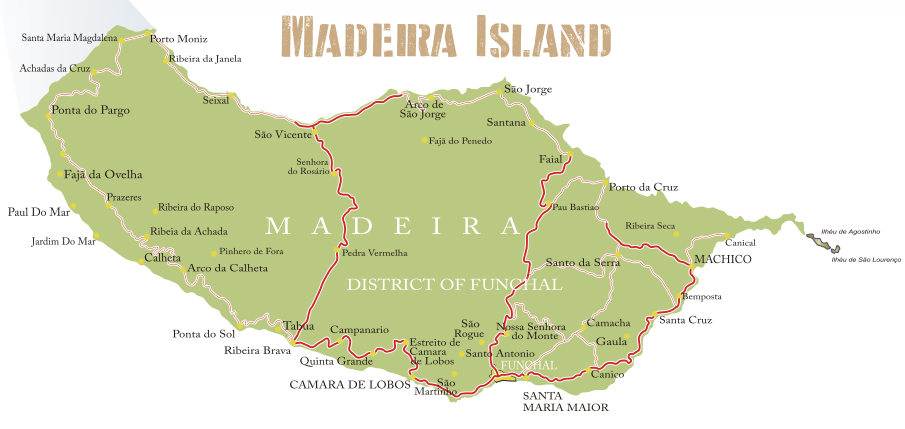 MADEIRA ISLAND
Santa Maria Magdalena
Porto Moniz
Ribeira da Janela
Achadas da Cruz
Seixal
Ponta do Pargo
São Jorge
Arco de
São Jorge
Santana
São Vicente
Fajã do Penedo
Faial
Senhora
do Rosário
Fajã da Ovelha
Porto da Cruz
Prazeres
Paul Do Mar
Ribeira do Raposo
Pau Bastiao
MADEIRA
Ribeira Seca
Ilhéu de Agostinho
Ribeia da Achada
Jardim Do Mar
Canical
Pinhero de Fora
Pedra Vermelha
Calheta
Ilhéu de São Lourenço
MACHICO
Santo da Serra
Arco da Calheta
DISTRICT OF FUNCHAL
Bemposta
Santa Cruz
Tabua
Campanario
São
Rogue
Nossa Senhora
do Monte
Camacha
Ponta do Sol
Estreito de
Camara
de Lobos
Gaula
Ribeira Brava
Santo Antonio
Quinta Grande
FUNCHAL
Canico
CAMARA DE LOBOS
São
Martinho
SANTA
MARIA MAIOR